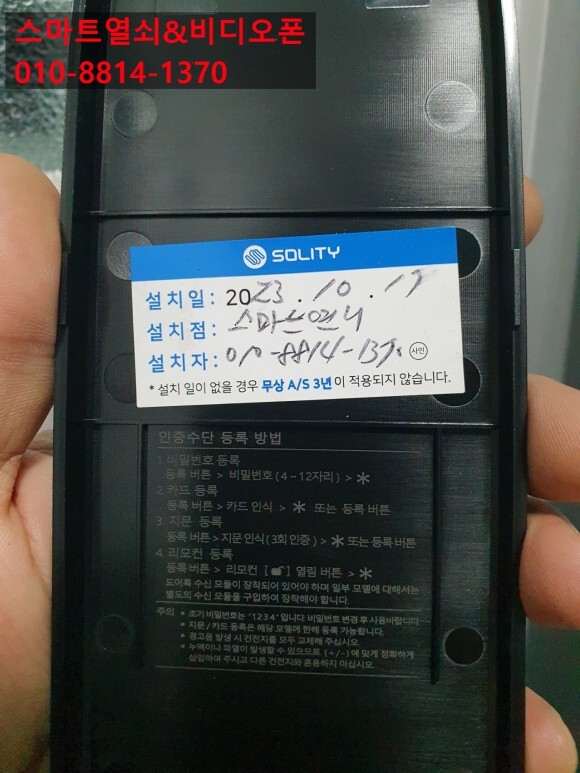 스마트열쇠&비디오폰
010-8814-1370
SOLITY
설치일: 2023.10.19
설치점: 스마트열쇠
설치자: 010-8814-1370 사인
* 설치 일이 없을 경우 무상 A/S 3년이 적용되지 않습니다.
인증수단 등록 방법
1. 비밀번호 등록
등록 버튼 > 비밀번호 (4~12자리) > *
2. 카드 등록
등록 버튼 > 카드 인식 > * 또는 등록 버튼
3. 지문 등록
등록 버튼 > 지문 인식 (3회 인증) > * 또는 등록 버튼
4. 리모컨 등록
등록 버튼 > 리모컨 [ ] 열림 버튼 > *
도어록 수신 모듈이 장착되어 있어야 하며 일부 모델에 대해서는
별도의 수신 모듈을 구입하여 장착해야 합니다.
주의 * 초기 비밀번호는 '1234' 입니다. 비밀번호 변경 후 사용바랍니다
* 지문/카드 등록은 해당 모델에 한해 등록 가능합니다.
* 경고음 발생 시 건전지를 모두 교체해 주십시오.
* 누액이나 파열이 발생할 수 있으므로 (+/-)에 맞게 정확하게
삽입하여 주시고 다른 건전지와 혼용하지 마십시오.